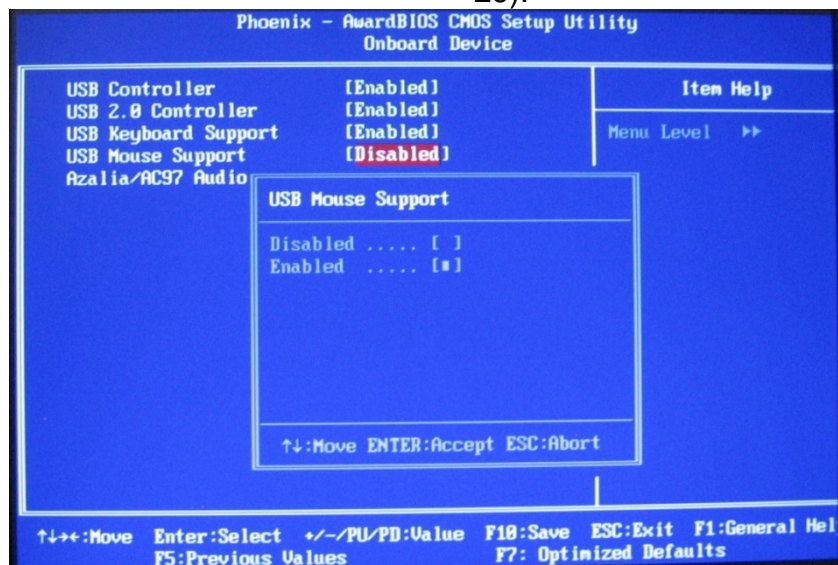 20).
Phoenix - AwardBIOS CMOS Setup Utility
Onboard Device
USB Controller [Enabled]
USB 2.0 Controller [Enabled]
USB Keyboard Support [Enabled]
USB Mouse Support [Disabled]
Azalia/AC97 Audio
Item Help
Menu Level ▸▸
USB Mouse Support
Disabled ..... [ ]
Enabled ..... [■]
↑↓:Move ENTER:Accept ESC:Abort
↑↓→←:Move Enter:Select +/-/PU/PD:Value F10:Save ESC:Exit F1:General Hel
F5:Previous Values F7: Optimized Defaults